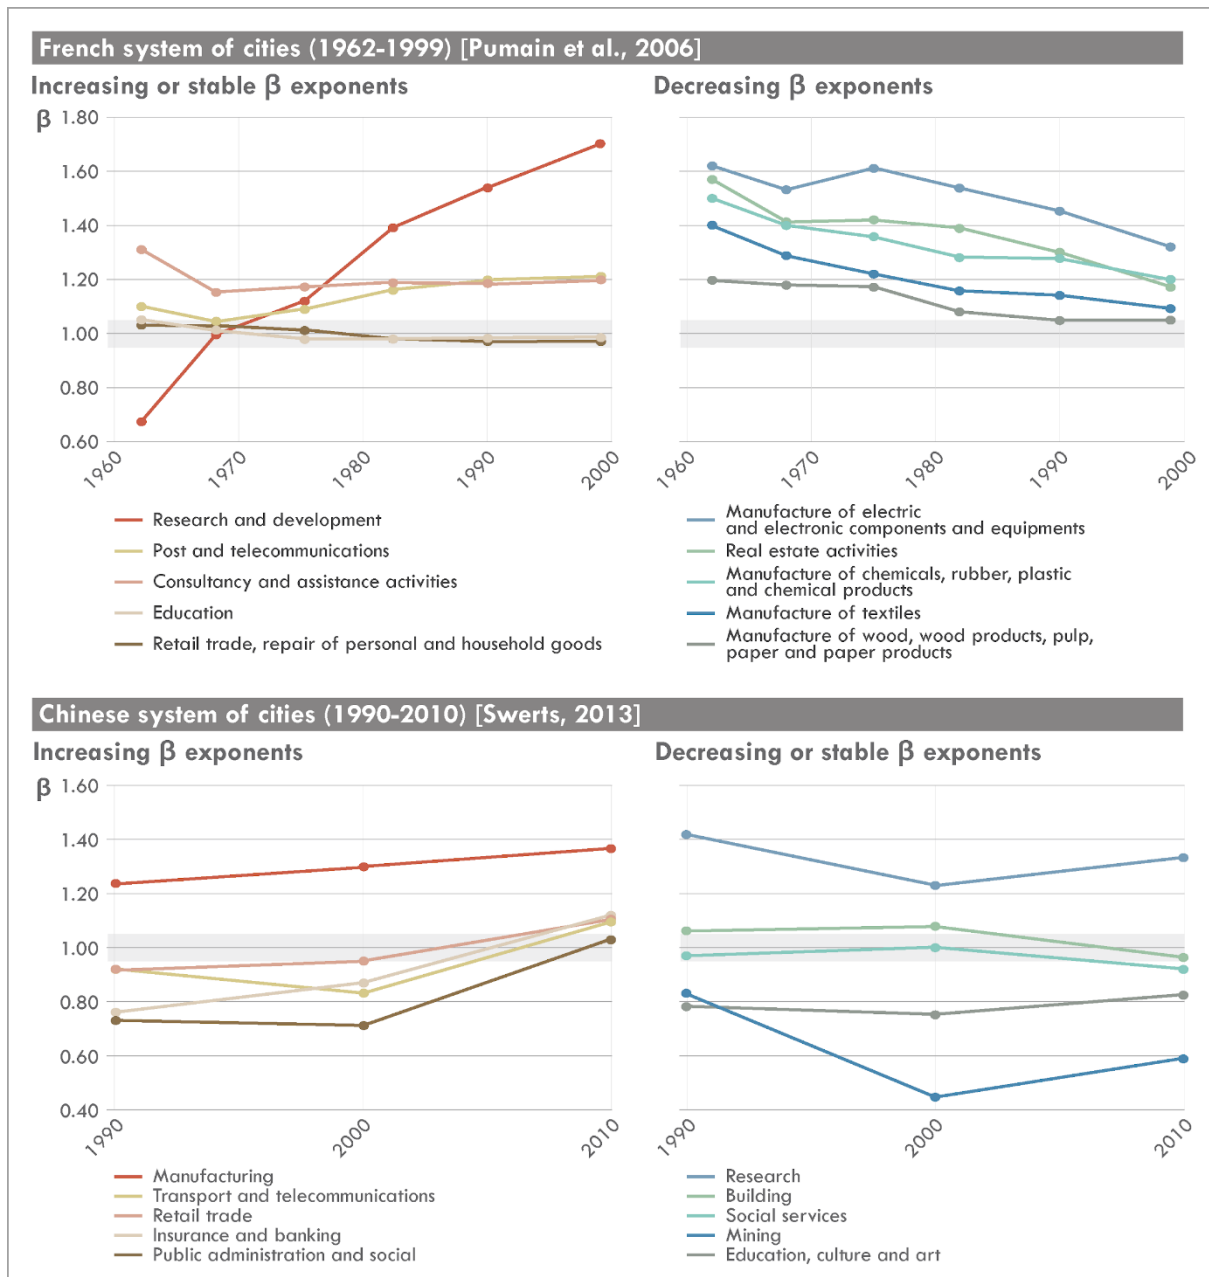 French system of cities (1962-1999) [Pumain et al., 2006]
Increasing or stable β exponents
Decreasing β exponents
β
1.80
1.60
1.40
1.20
1.00
0.80
0.60
1960
1970
1980
1990
2000
1960
1970
1980
1990
2000
Research and development
Post and telecommunications
Consultancy and assistance activities
Education
Retail trade, repair of personal and household goods
Manufacture of electric
and electronic components and equipments
Real estate activities
Manufacture of chemicals, rubber, plastic
and chemical products
Manufacture of textiles
Manufacture of wood, wood products, pulp,
paper and paper products
Chinese system of cities (1990-2010) [Swerts, 2013]
Increasing β exponents
Decreasing or stable β exponents
β
1.60
1.40
1.20
1.00
0.80
0.60
0.40
1990
2000
2010
1990
2000
2010
Manufacturing
Transport and telecommunications
Retail trade
Insurance and banking
Public administration and social
Research
Building
Social services
Mining
Education, culture and art